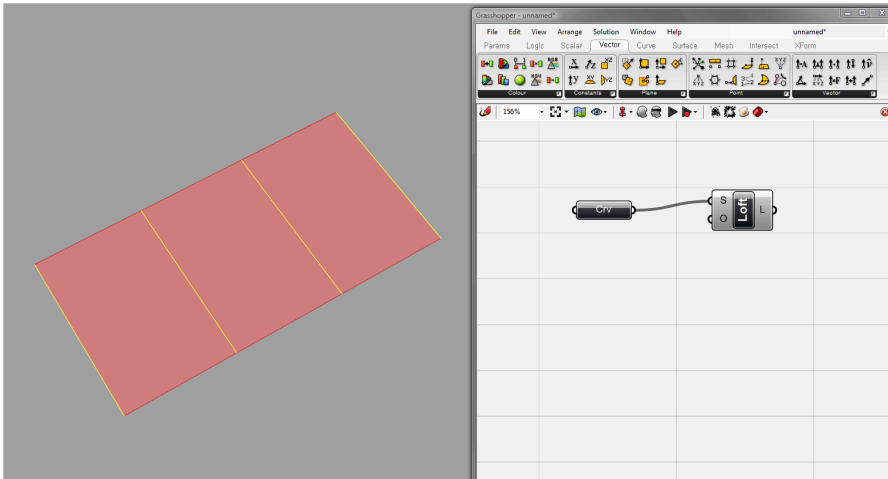 Grasshopper - unnamed*
File Edit View Arrange Solution Window Help unnamed*
Params Logic Scalar Vector Curve Surface Mesh Intersect XForm
Colour Constants Plane Point Vector
156%
Crv
S
O
Loft
L